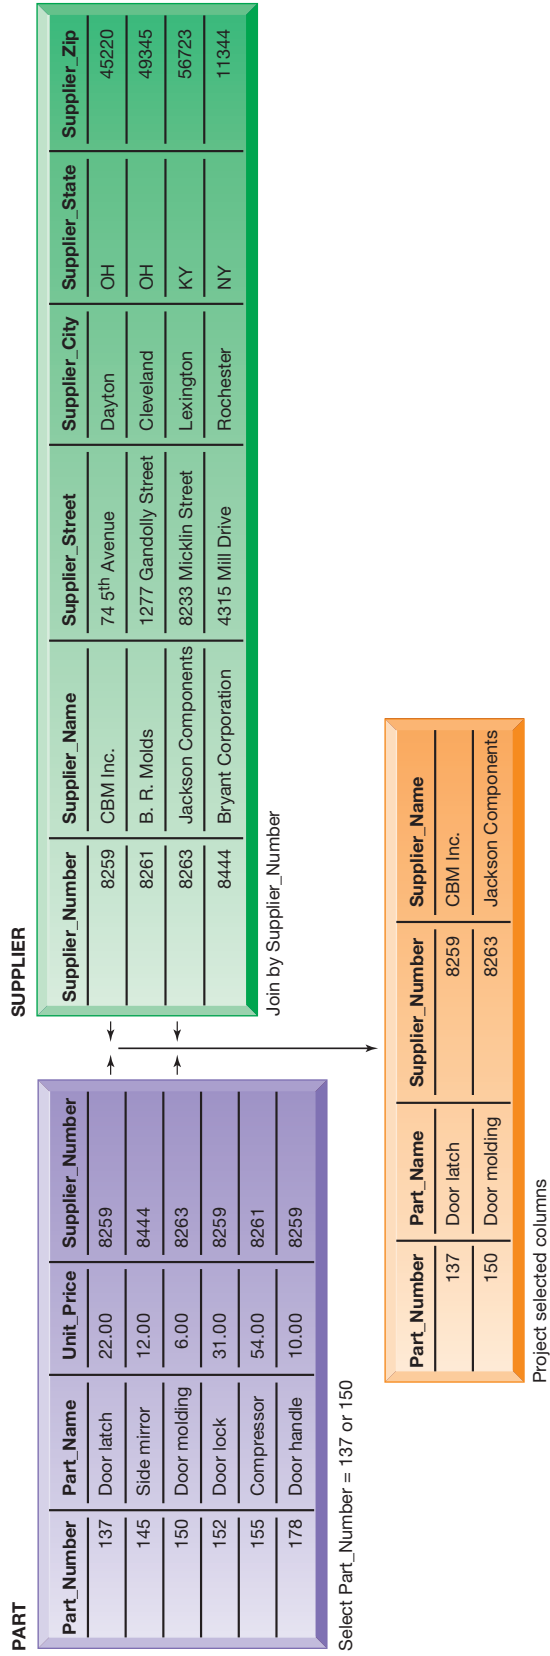 PART
Part_Number Part_Name Unit_Price Supplier_Number
137 Door latch 22.00 8259
145 Side mirror 12.00 8444
150 Door molding 6.00 8263
152 Door lock 31.00 8259
155 Compressor 54.00 8261
178 Door handle 10.00 8259
Select Part_Number = 137 or 150
SUPPLIER
Supplier_Number Supplier_Name Supplier_Street Supplier_City Supplier_State Supplier_Zip
8259 CBM Inc. 74 5th Avenue Dayton OH 45220
8261 B. R. Molds 1277 Gandolly Street Cleveland OH 49345
8263 Jackson Components 8233 Micklin Street Lexington KY 56723
8444 Bryant Corporation 4315 Mill Drive Rochester NY 11344
Join by Supplier_Number
Part_Number Part_Name Supplier_Number Supplier_Name
137 Door latch 8259 CBM Inc.
150 Door molding 8263 Jackson Components
Project selected columns